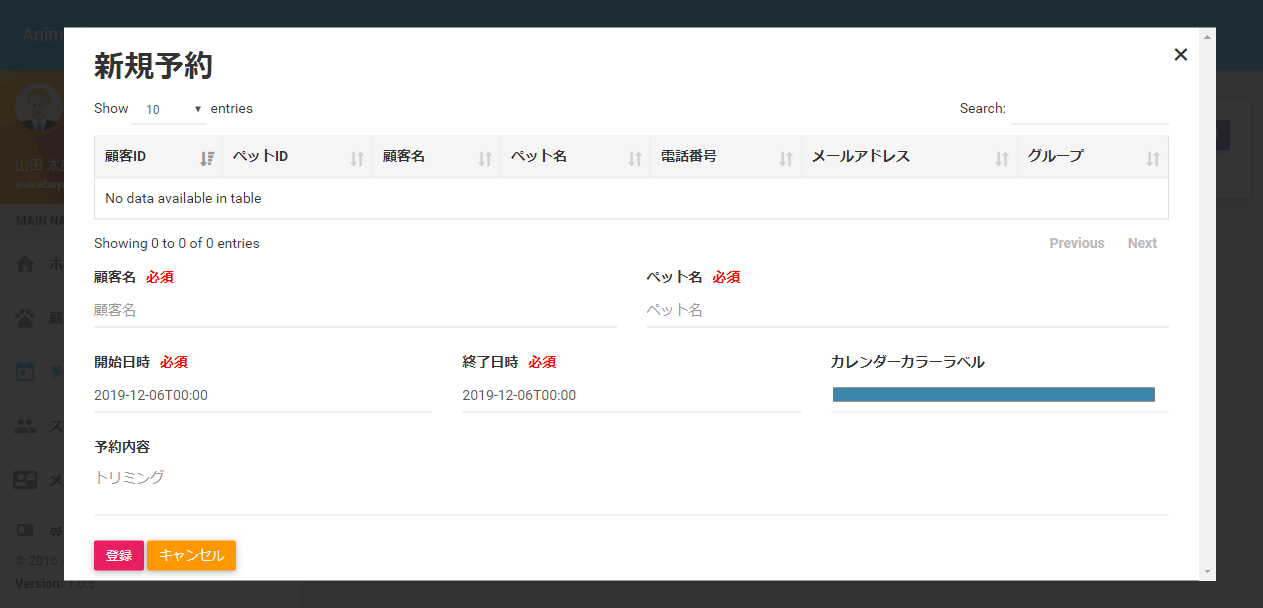 Anim
新規予約
×
Show 10 entries
Search:
顧客ID ペットID 顧客名 ペット名 電話番号 メールアドレス グループ
No data available in table
Showing 0 to 0 of 0 entries
Previous Next
顧客名 必須 ペット名 必須
顧客名 ペット名
開始日時 必須 終了日時 必須 カレンダーカラーラベル
2019-12-06T00:00 2019-12-06T00:00
予約内容
トリミング
登録 キャンセル
山田 太
wakabay
MAIN NA
ホ
顧
予
ス
メ
© 2016 -
Version: 1.0.5